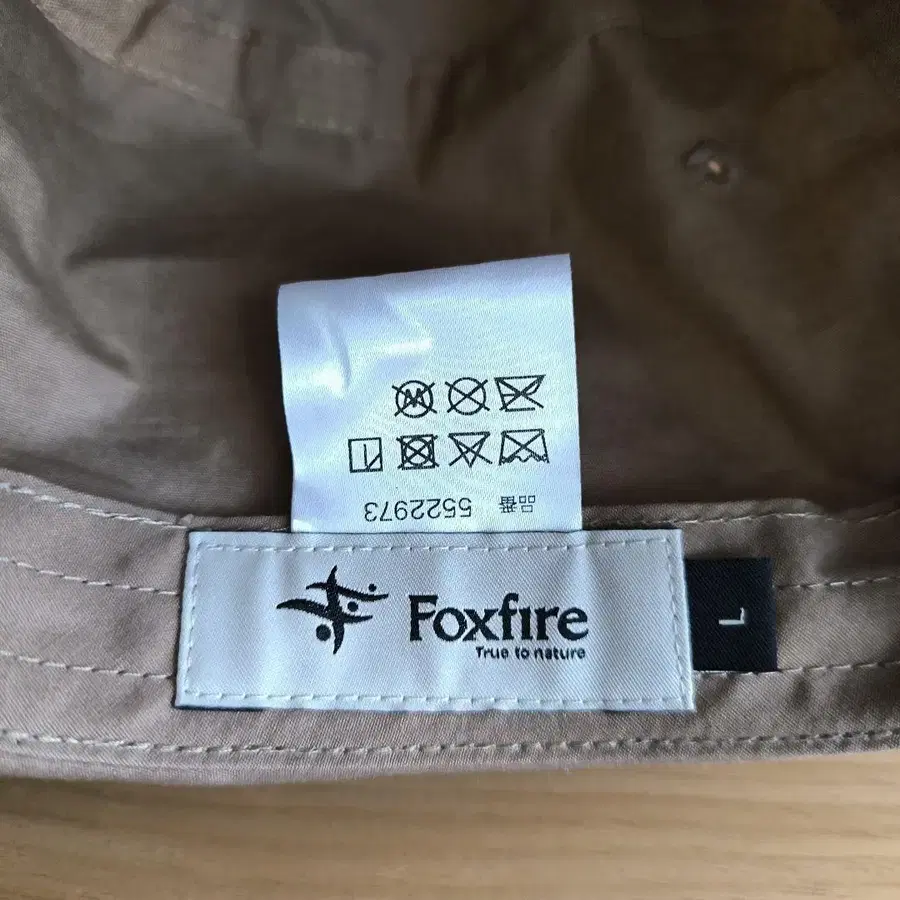 品番 5522973
Foxfire
True to nature
L